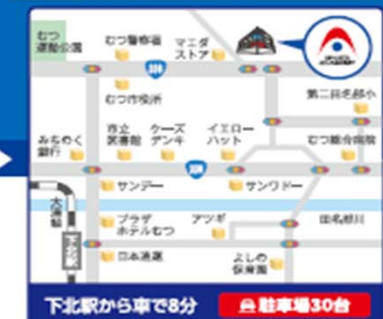 むつ
運動公園
むつ警察署
マエダ
ストア
338
むつ市役所
第二田名部小
みちのく
銀行
市立
図書館
ケーズ
デンキ
イエロー
ハット
むつ総合病院
338
サンデー
サンワドー
大湊線
下北駅
プラザ
ホテルむつ
アツギ
田名部川
日本通運
よしの
保育園
下北駅から車で8分
駐車場30台